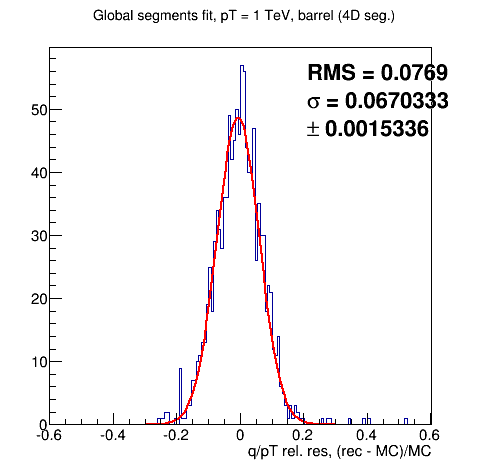 Global segments fit, pT = 1 TeV, barrel (4D seg.)
RMS = 0.0769
σ = 0.0670333
± 0.0015336
50
40
30
20
10
0
-0.6 -0.4 -0.2 0 0.2 0.4 0.6
q/pT rel. res, (rec - MC)/MC